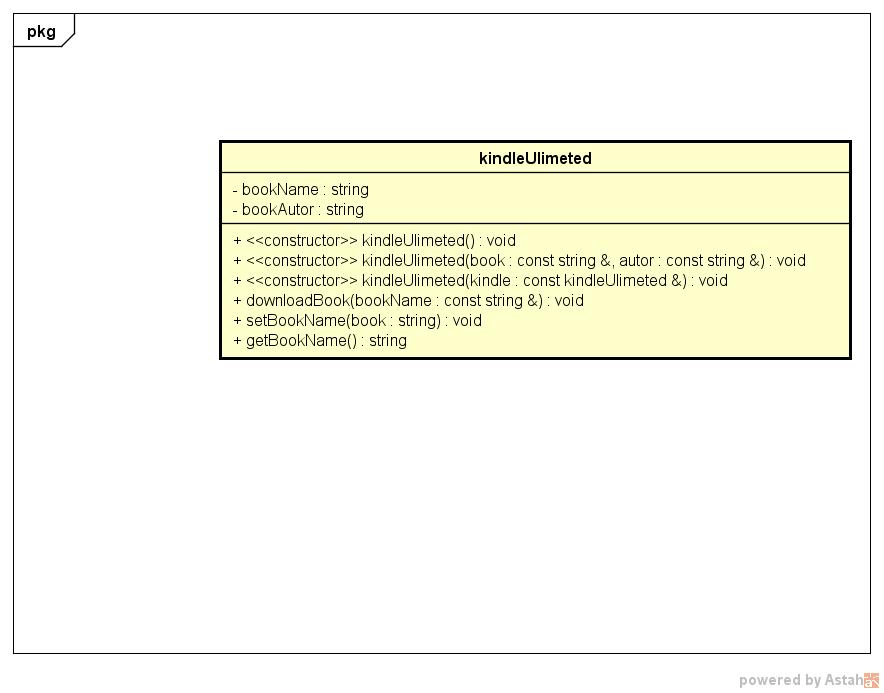 pkg
kindleUlimeted
- bookName : string
- bookAutor : string
+ <<constructor>> kindleUlimeted() : void
+ <<constructor>> kindleUlimeted(book : const string &, autor : const string &) : void
+ <<constructor>> kindleUlimeted(kindle : const kindleUlimeted &) : void
+ downloadBook(bookName : const string &) : void
+ setBookName(book : string) : void
+ getBookName() : string
powered by Astah